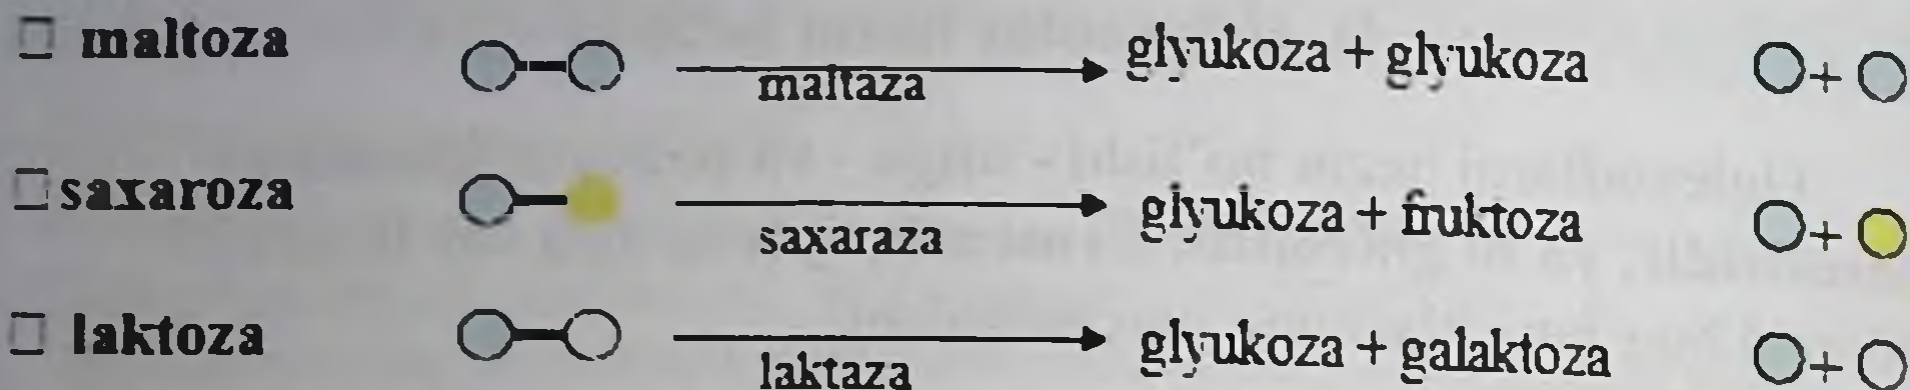 □ maltoza maltaza glyukoza + glyukoza +
□ saxaroza saxaraza glyukoza + fruktoza +
□ laktoza laktaza glyukoza + galaktoza +